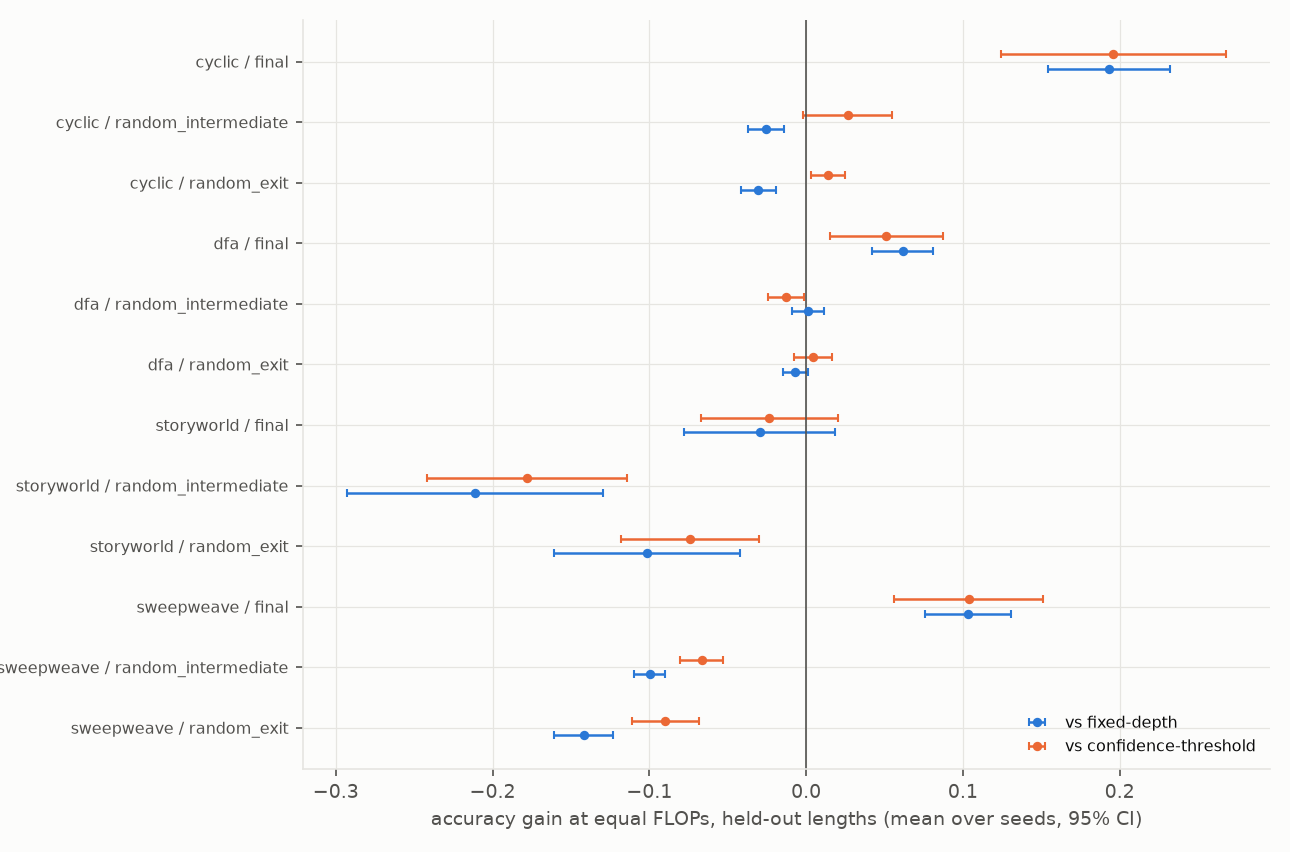 cyclic / final
cyclic / random_intermediate
cyclic / random_exit
dfa / final
dfa / random_intermediate
dfa / random_exit
storyworld / final
storyworld / random_intermediate
storyworld / random_exit
sweepweave / final
sweepweave / random_intermediate
sweepweave / random_exit
vs fixed-depth
vs confidence-threshold
−0.3 −0.2 −0.1 0.0 0.1 0.2
accuracy gain at equal FLOPs, held-out lengths (mean over seeds, 95% CI)